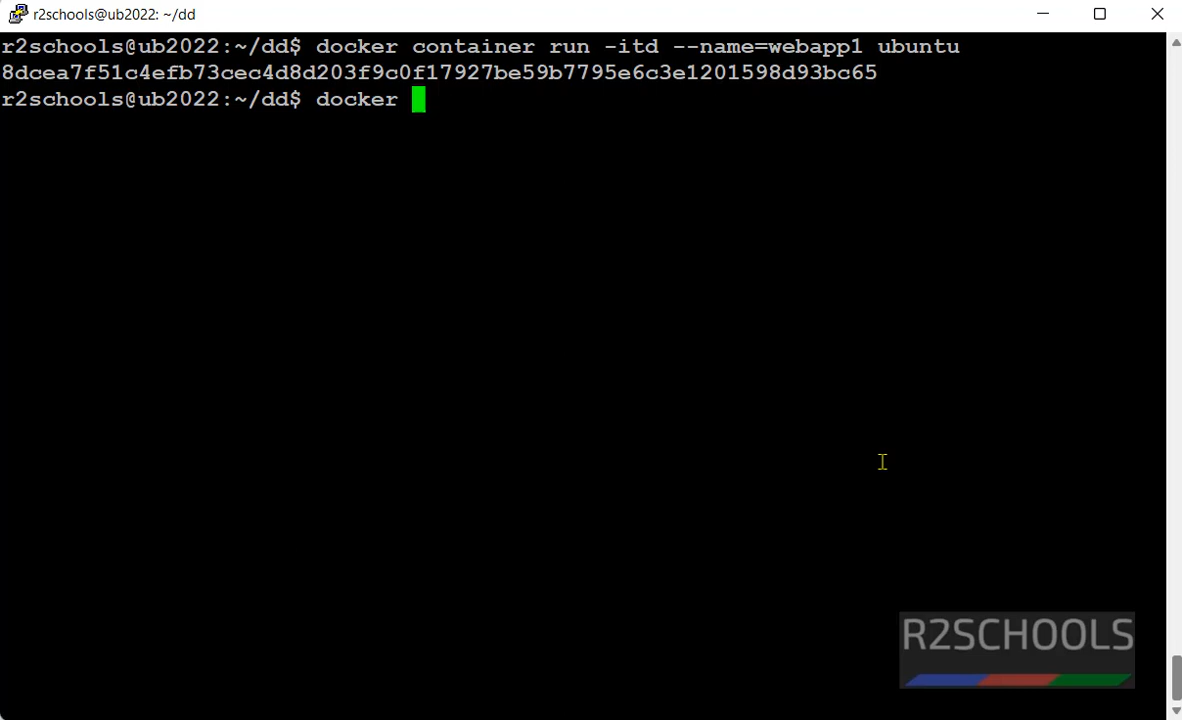 r2schools@ub2022: ~/dd
r2schools@ub2022:~/dd$ docker container run -itd --name=webapp1 ubuntu
8dcea7f51c4efb73cec4d8d203f9c0f17927be59b7795e6c3e1201598d93bc65
r2schools@ub2022:~/dd$ docker
R2SCHOOLS